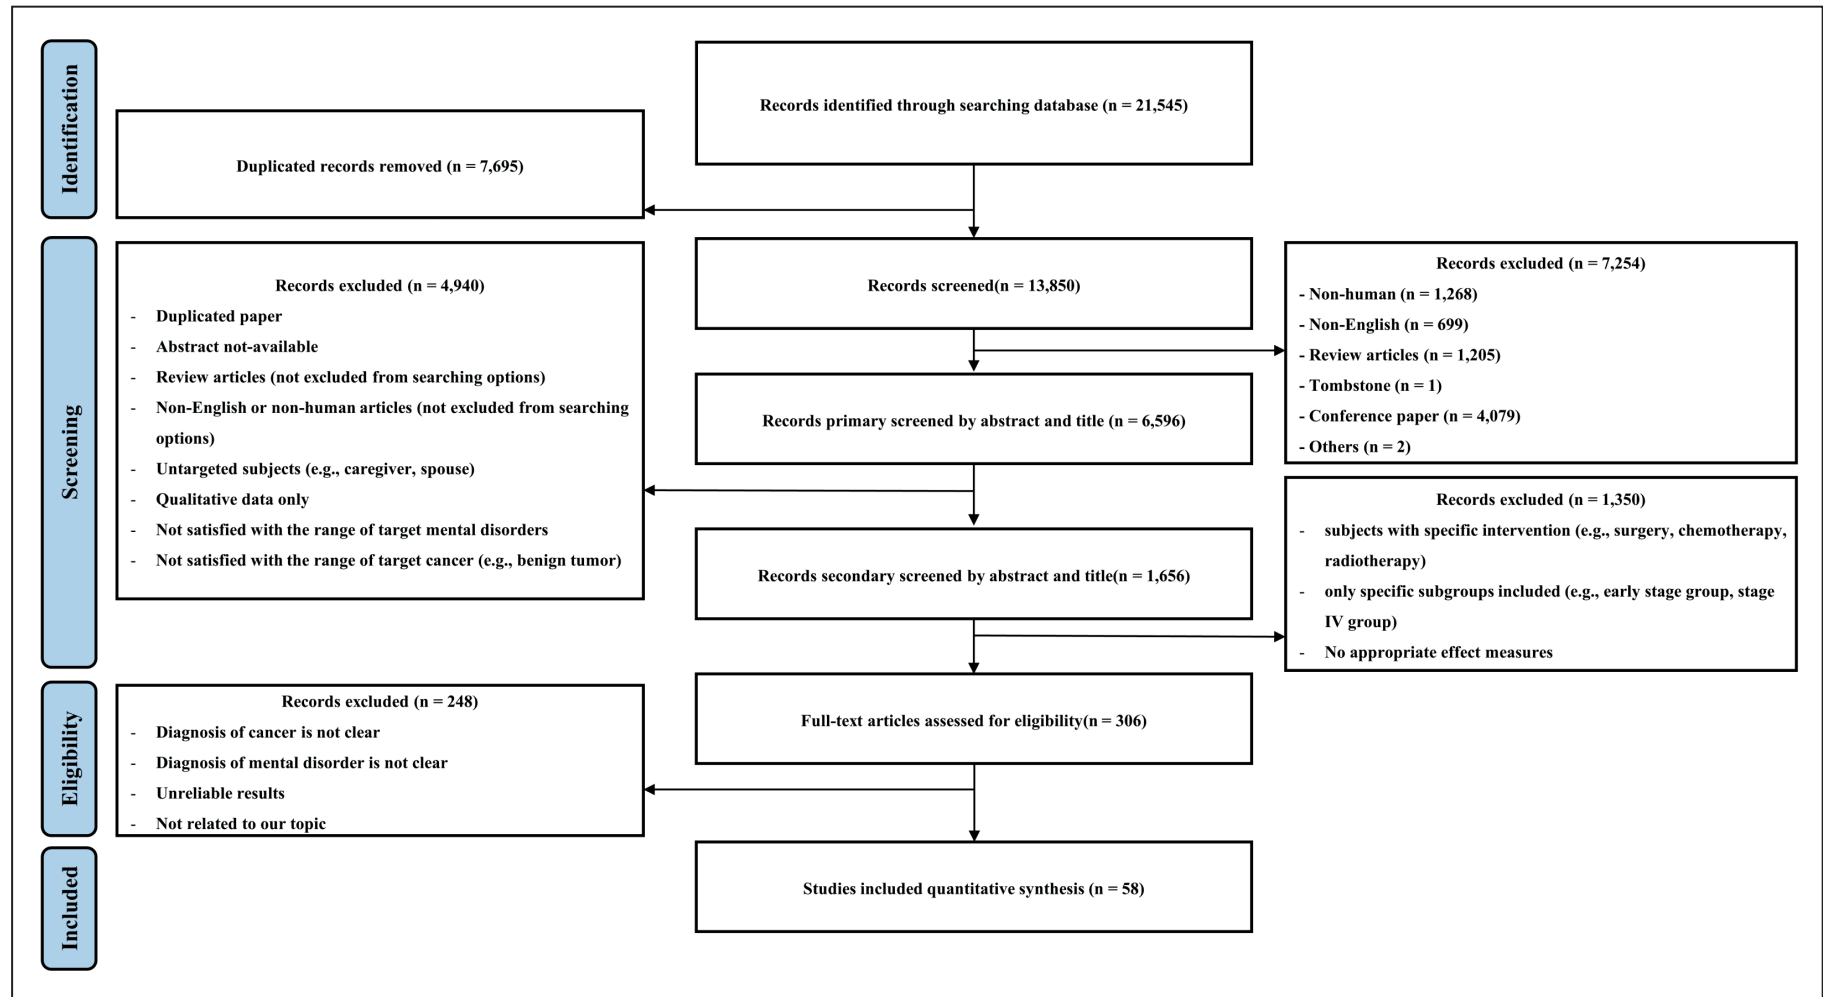 Identification
Records identified through searching database (n = 21,545)
Duplicated records removed (n = 7,695)
Screening
Records screened(n = 13,850)
Records excluded (n = 7,254)
- Non-human (n = 1,268)
- Non-English (n = 699)
- Review articles (n = 1,205)
- Tombstone (n = 1)
- Conference paper (n = 4,079)
- Others (n = 2)
Records primary screened by abstract and title (n = 6,596)
Records excluded (n = 4,940)
- Duplicated paper
- Abstract not-available
- Review articles (not excluded from searching options)
- Non-English or non-human articles (not excluded from searching
options)
- Untargeted subjects (e.g., caregiver, spouse)
- Qualitative data only
- Not satisfied with the range of target mental disorders
- Not satisfied with the range of target cancer (e.g., benign tumor)
Records secondary screened by abstract and title(n = 1,656)
Records excluded (n = 1,350)
- subjects with specific intervention (e.g., surgery, chemotherapy,
radiotherapy)
- only specific subgroups included (e.g., early stage group, stage
IV group)
- No appropriate effect measures
Eligibility
Full-text articles assessed for eligibility(n = 306)
Records excluded (n = 248)
- Diagnosis of cancer is not clear
- Diagnosis of mental disorder is not clear
- Unreliable results
- Not related to our topic
Included
Studies included quantitative synthesis (n = 58)